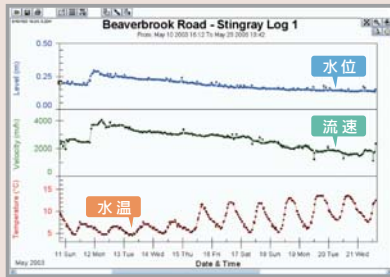 Beaverbrook Road - Stingray Log 1
From: May 10 2003 16:12 To May 20 2003 19:42
Level (m)
0.50
0.25
0.00
水位
Velocity (m/h)
4000
2000
0
流速
Temperature (°C)
15
10
5
水温
11 Sun 12 Mon 13 Tue 14 Wed 15 Thu 16 Fri 17 Sat 18 Sun 19 Mon 20 Tue 21 Wed
May 2003
Date & Time